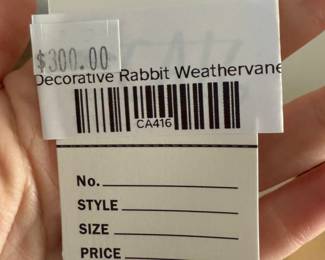 $300.00
Decorative Rabbit Weathervane
CA416
No.
STYLE
SIZE
PRICE